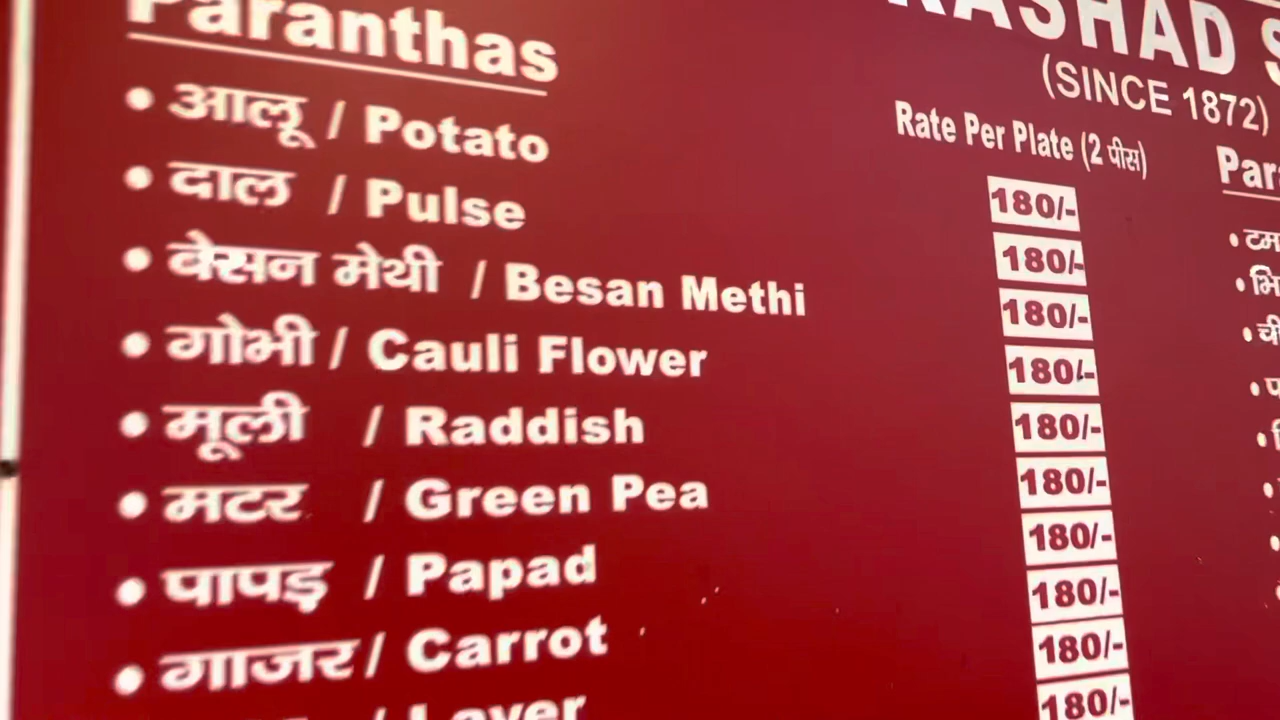 Paranthas
• आलू / Potato
• दाल / Pulse
• बेसन मेथी / Besan Methi
• गोभी / Cauli Flower
• मूली / Raddish
• मटर / Green Pea
• पापड़ / Papad
• गाजर / Carrot
/ Layer
(SINCE 1872)
Rate Per Plate (2 पीस)
180/-
180/-
180/-
180/-
180/-
180/-
180/-
180/-
180/-
180/-